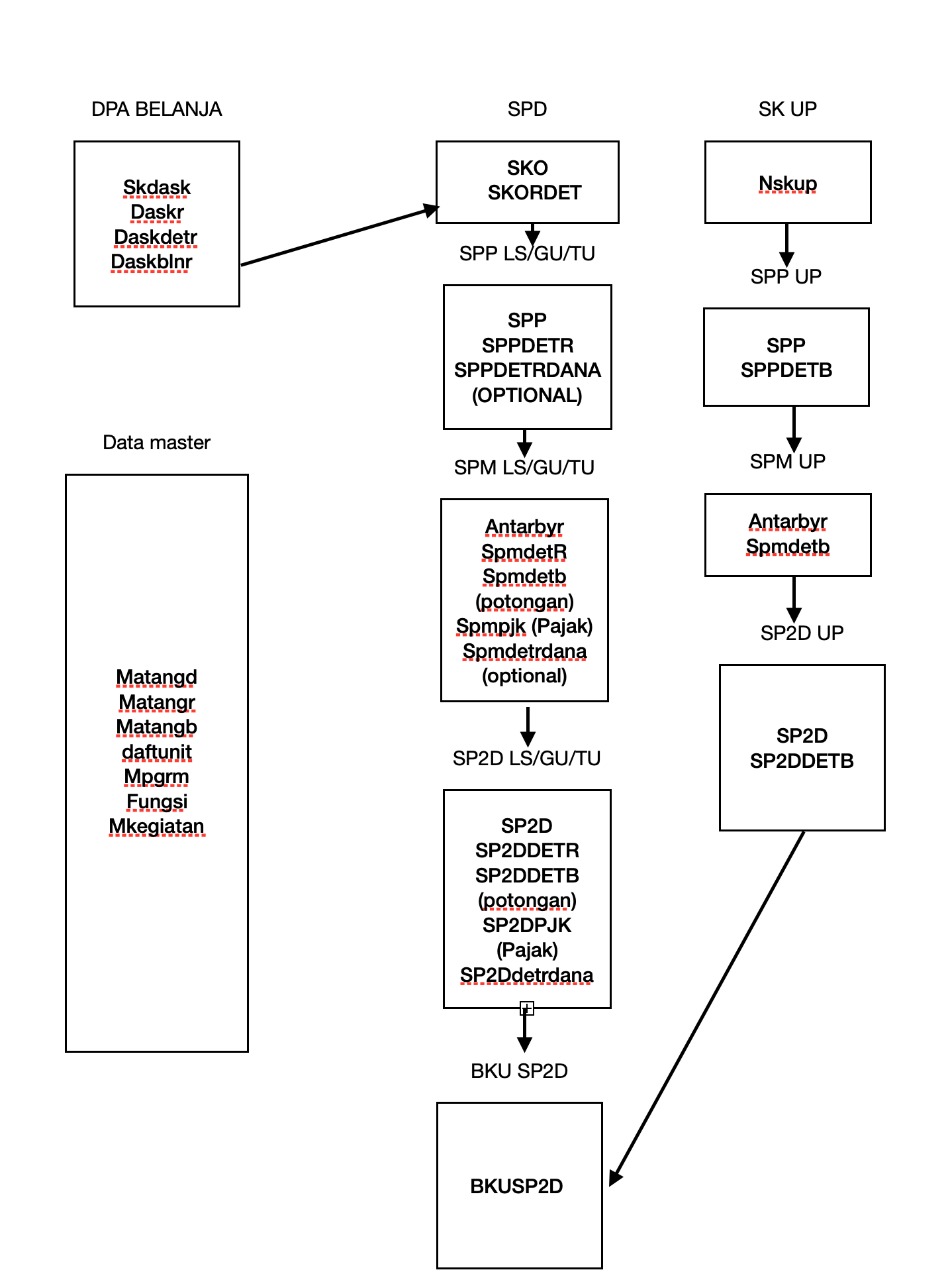 DPA BELANJA
Skdask
Daskr
Daskdetr
Daskblnr
Data master
Matangd
Matangr
Matangb
daftunit
Mpgrm
Fungsi
Mkegiatan
SPD
SKO
SKORDET
SPP LS/GU/TU
SPP
SPPDETR
SPPDETRDANA
(OPTIONAL)
SPM LS/GU/TU
Antarbyr
SpmdetR
Spmdetb
(potongan)
Spmpjk (Pajak)
Spmdetrdana
(optional)
SP2D LS/GU/TU
SP2D
SP2DDETR
SP2DDETB
(potongan)
SP2DPJK
(Pajak)
SP2Ddetrdana
BKU SP2D
BKUSP2D
SK UP
Nskup
SPP UP
SPP
SPPDETB
SPM UP
Antarbyr
Spmdetb
SP2D UP
SP2D
SP2DDETB